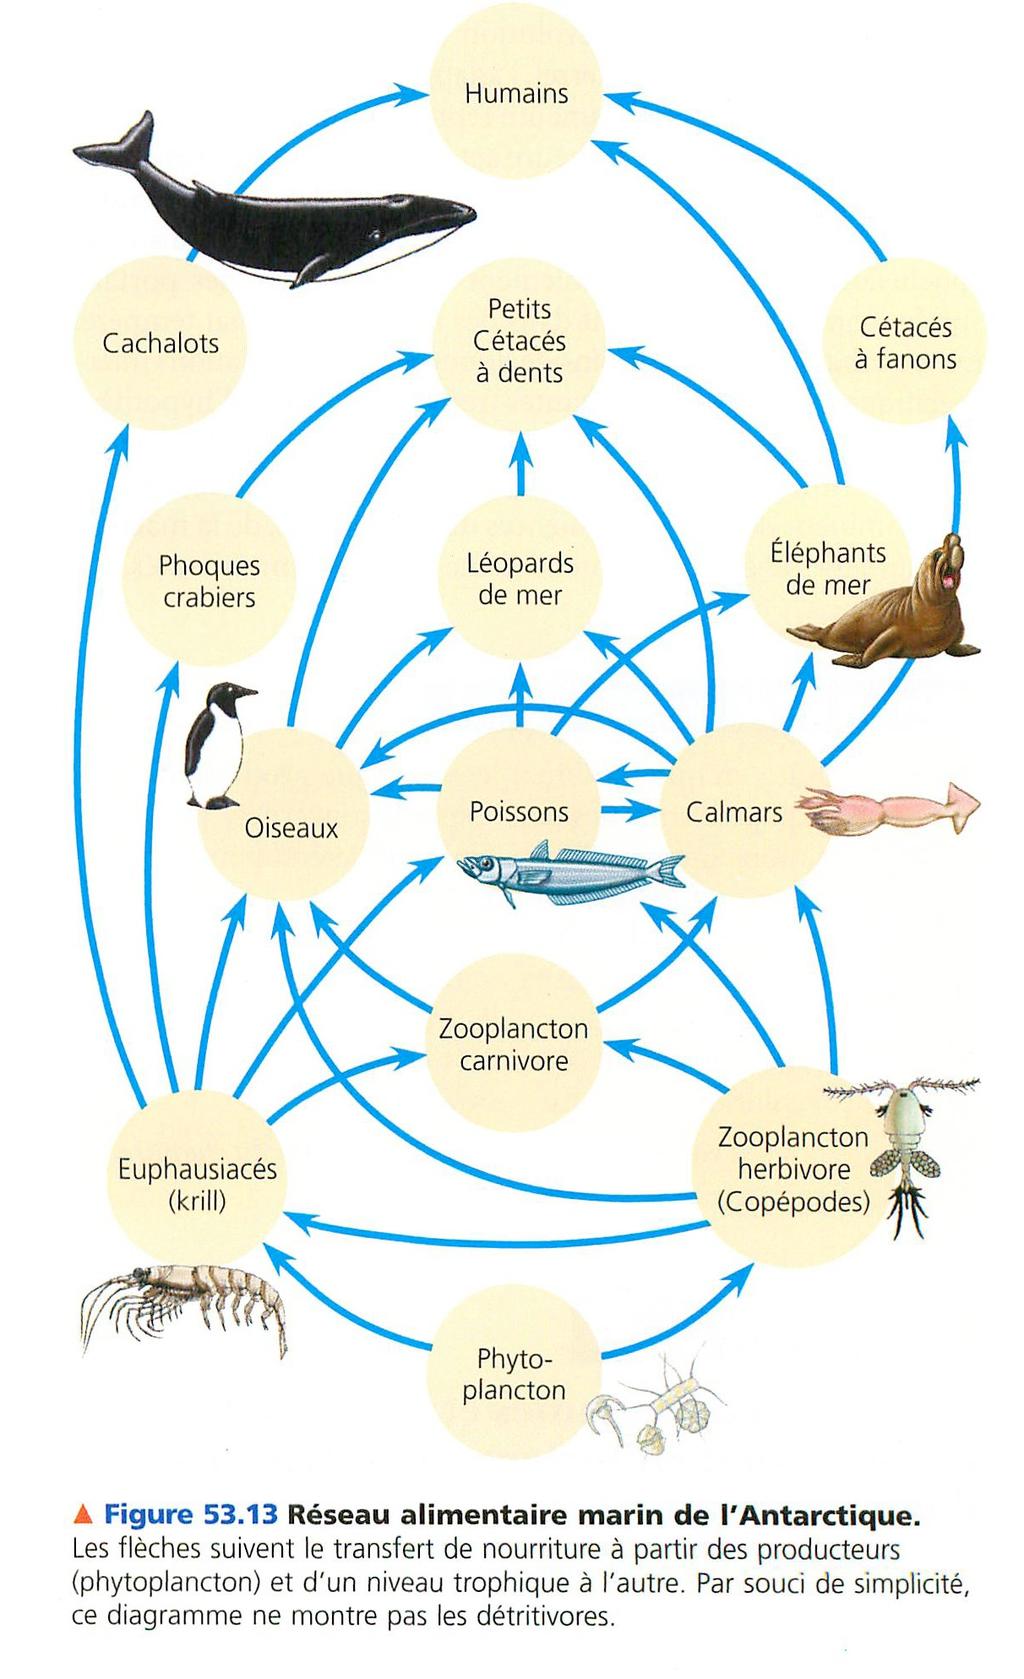 Humains
Cachalots
Petits
Cétacés
à dents
Cétacés
à fanons
Phoques
crabiers
Léopards
de mer
Éléphants
de mer
Oiseaux
Poissons
Calmars
Zooplancton
carnivore
Euphausiacés
(krill)
Zooplancton
herbivore
(Copépodes)
Phyto-
plancton
▲ Figure 53.13 Réseau alimentaire marin de l'Antarctique.
Les flèches suivent le transfert de nourriture à partir des producteurs
(phytoplancton) et d'un niveau trophique à l'autre. Par souci de simplicité,
ce diagramme ne montre pas les détritivores.